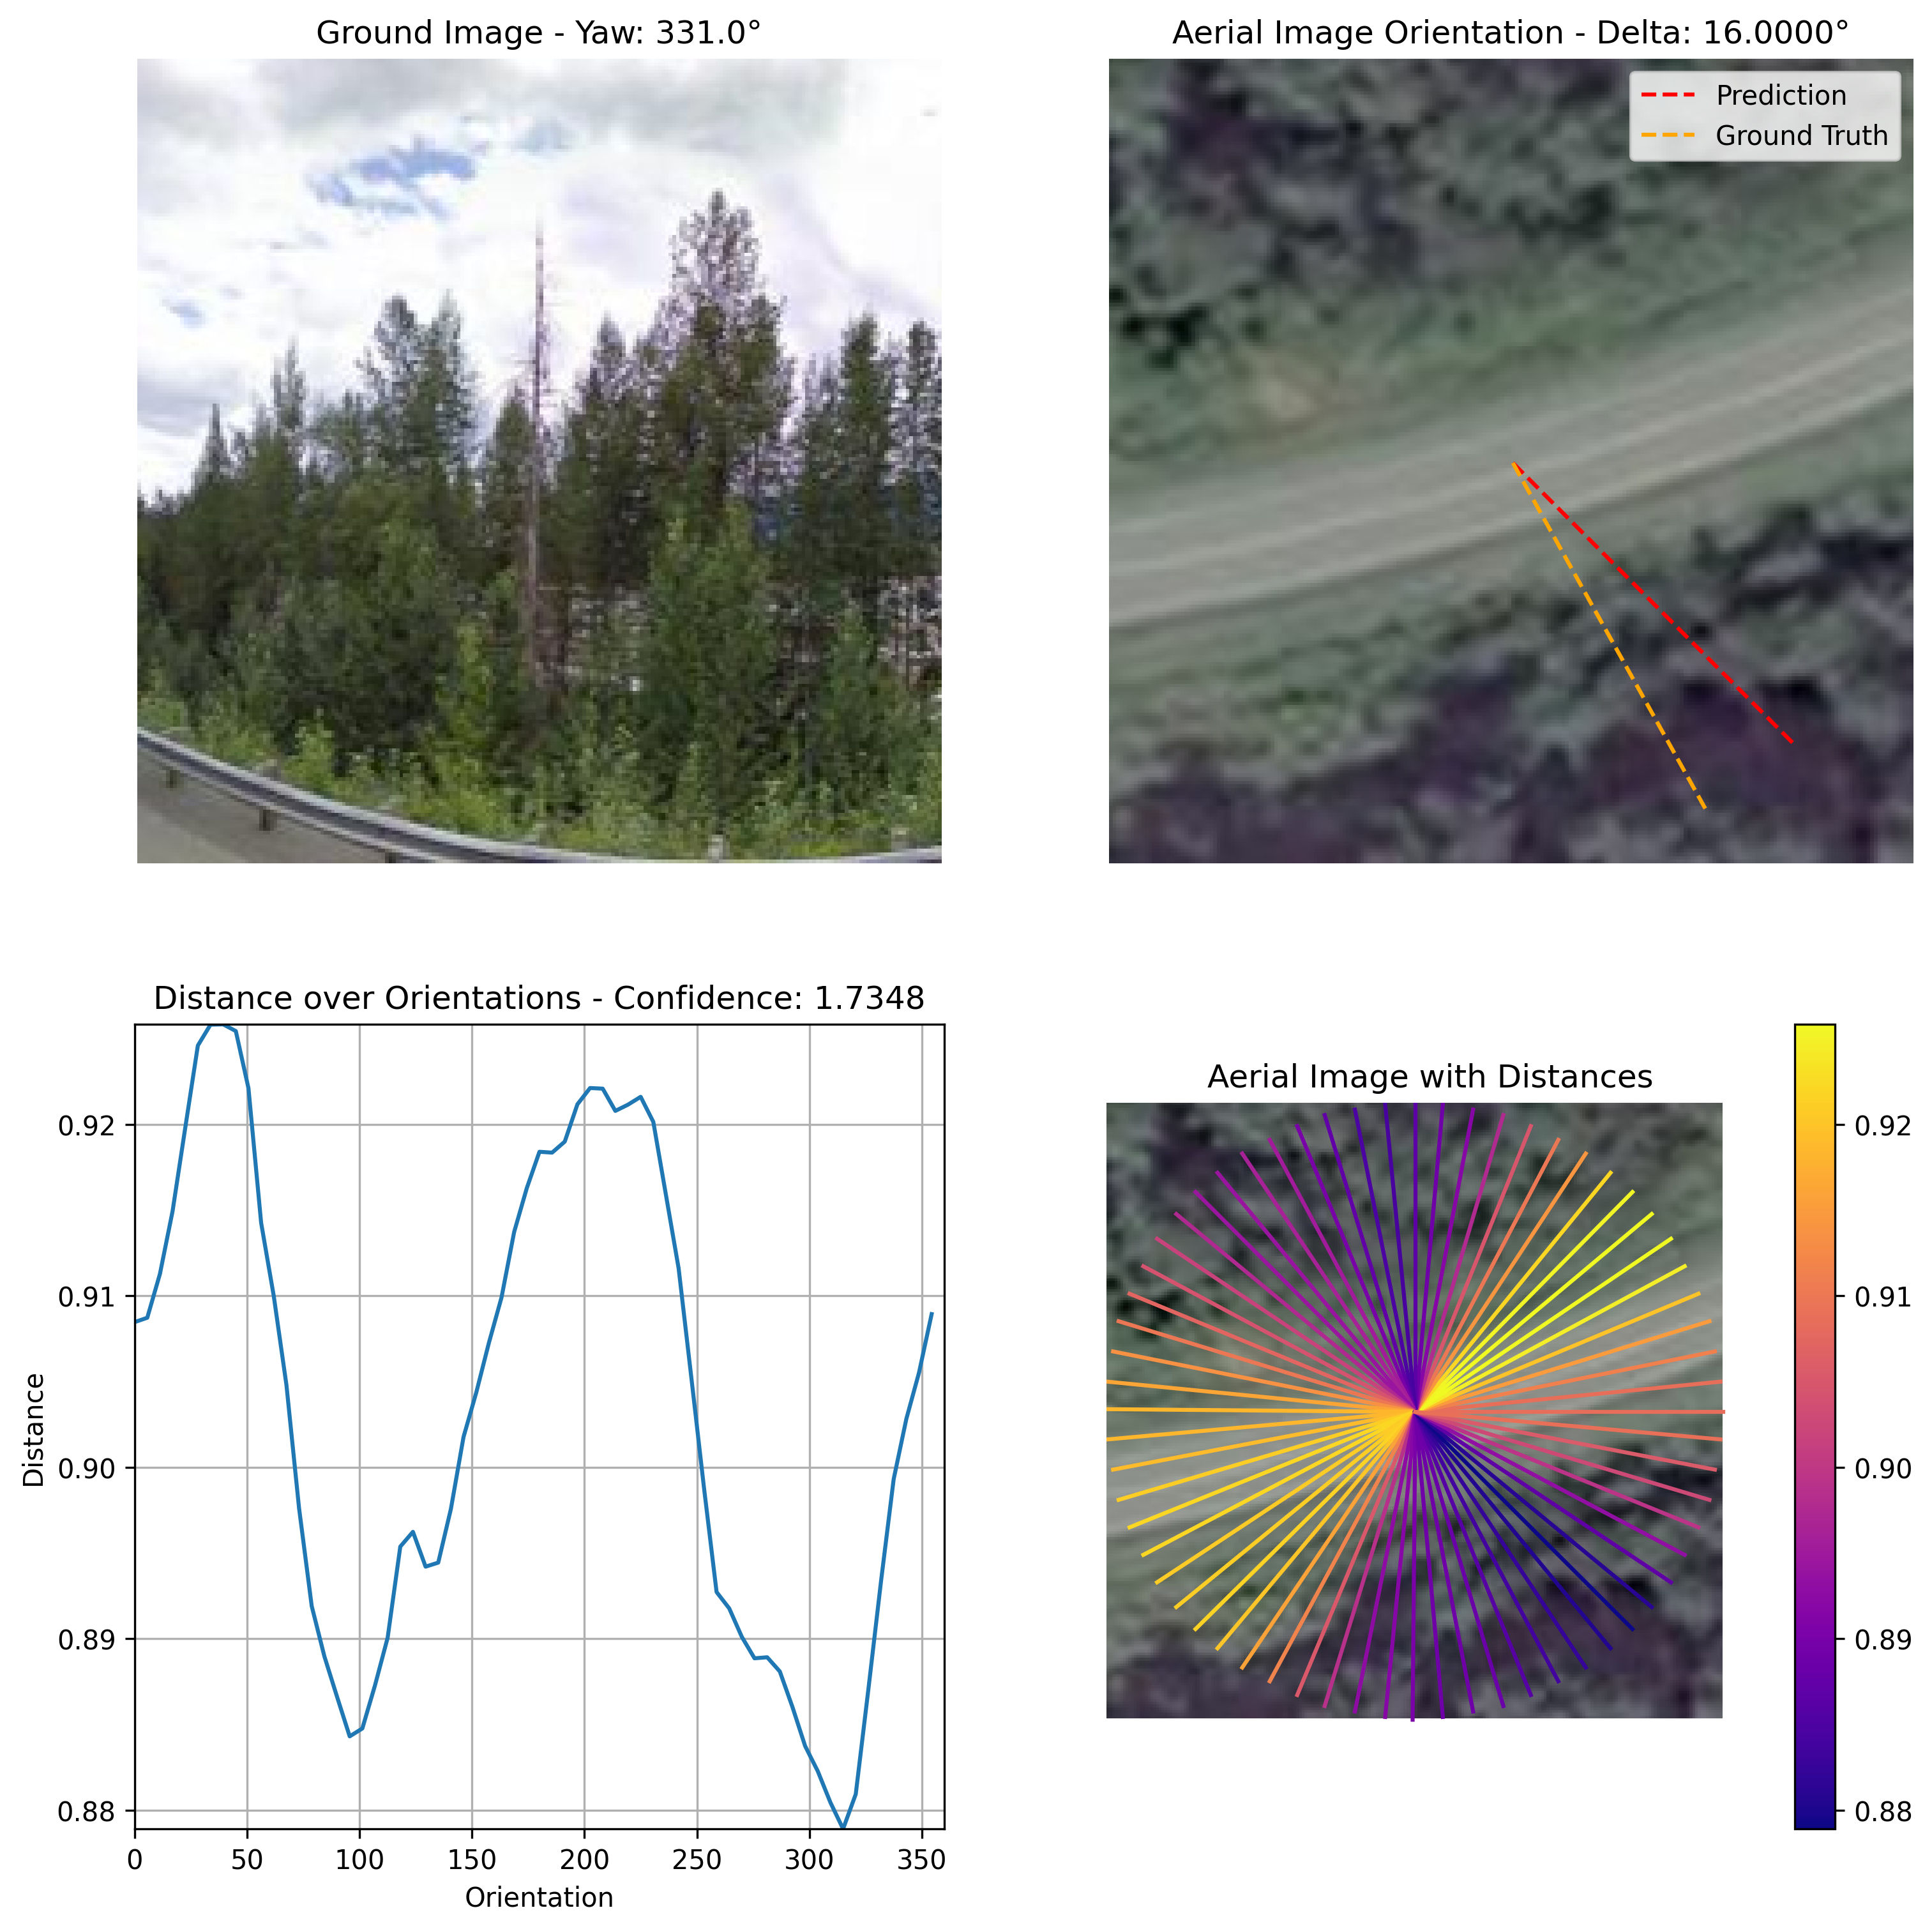 Ground Image - Yaw: 331.0°
Aerial Image Orientation - Delta: 16.0000°
Prediction
Ground Truth
Distance over Orientations - Confidence: 1.7348
Distance
0.92
0.91
0.90
0.89
0.88
0 50 100 150 200 250 300 350
Orientation
Aerial Image with Distances
0.92
0.91
0.90
0.89
0.88